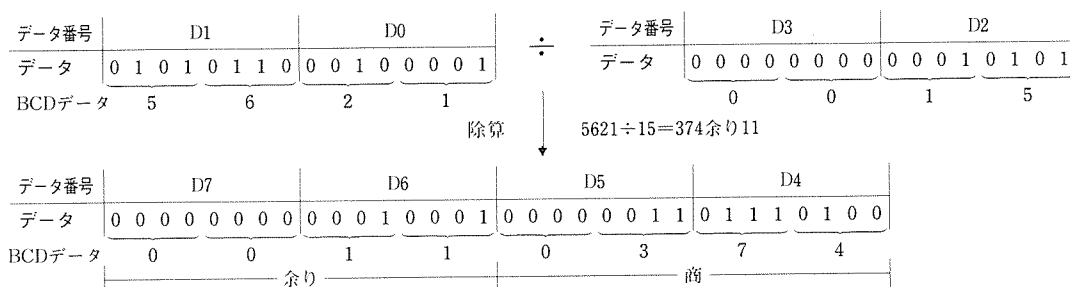 データ番号 D1 D0 ÷ データ番号 D3 D2
データ 0 1 0 1 0 1 1 0 0 0 1 0 0 0 0 1 データ 0 0 0 0 0 0 0 0 0 0 0 1 0 1 0 1
BCDデータ 5 6 2 1 0 0 1 5
除算 5621÷15=374余り11
データ番号 D7 D6 D5 D4
データ 0 0 0 0 0 0 0 0 0 0 0 1 0 0 0 1 0 0 0 0 0 0 1 1 0 1 1 1 0 1 0 0
BCDデータ 0 0 1 1 0 3 7 4
余り 商